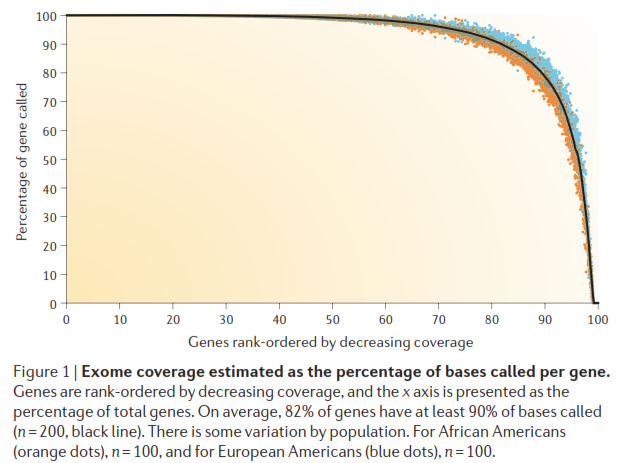 100
90
80
70
60
50
40
30
20
10
0
Percentage of gene called
0 10 20 30 40 50 60 70 80 90 100
Genes rank-ordered by decreasing coverage
Figure 1 | Exome coverage estimated as the percentage of bases called per gene.
Genes are rank-ordered by decreasing coverage, and the x axis is presented as the
percentage of total genes. On average, 82% of genes have at least 90% of bases called
(n = 200, black line). There is some variation by population. For African Americans
(orange dots), n = 100, and for European Americans (blue dots), n = 100.